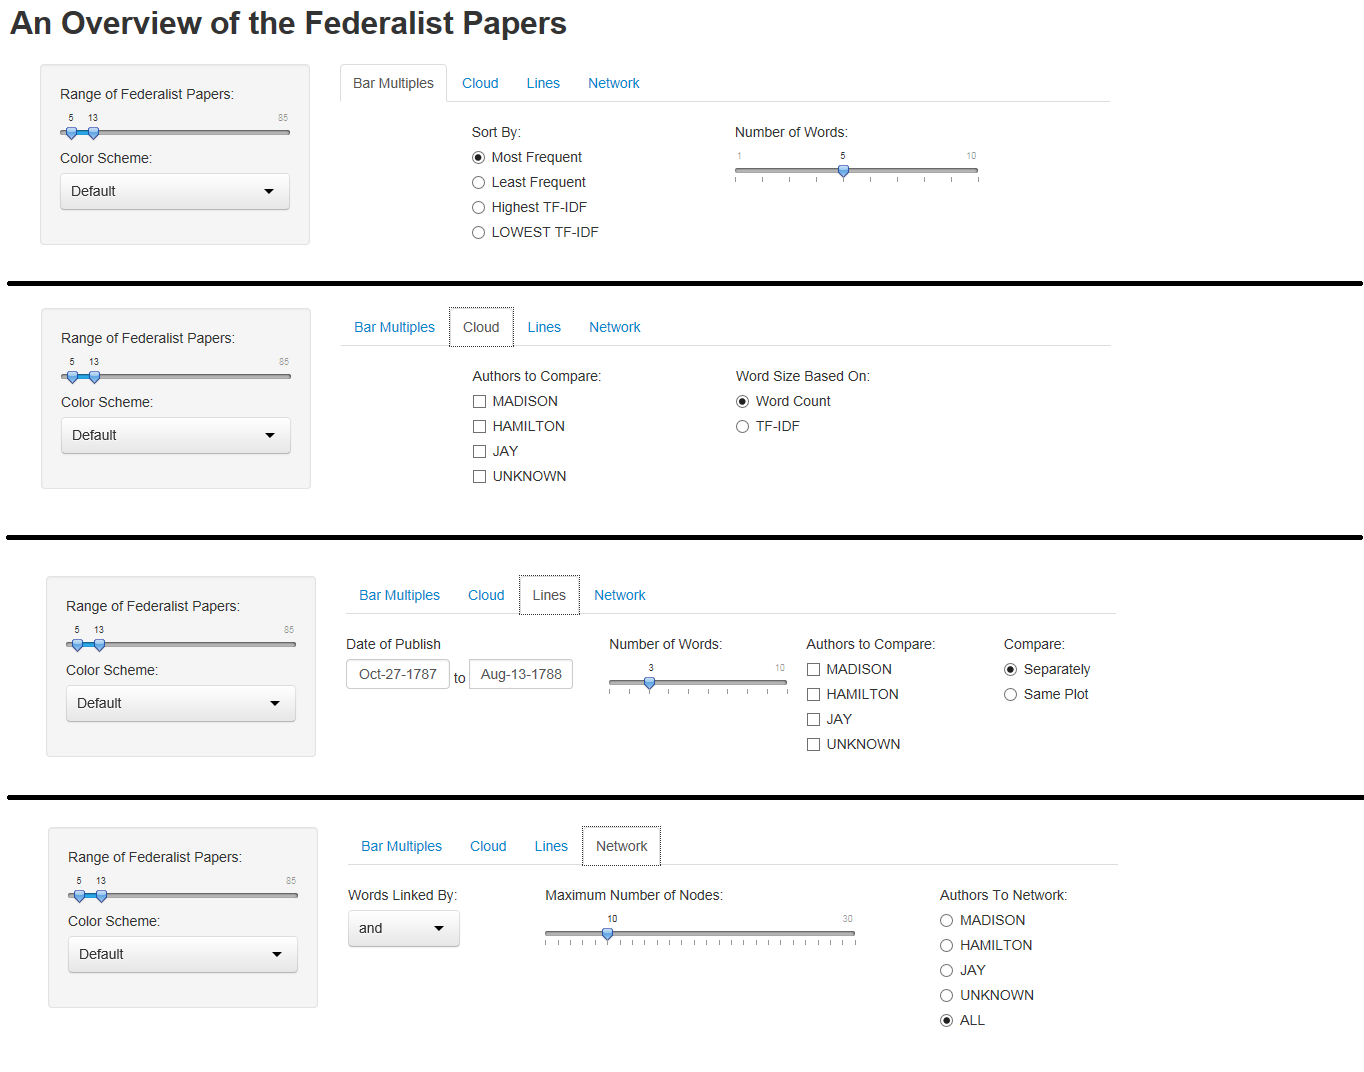 An Overview of the Federalist Papers
Bar Multiples Cloud Lines Network
Range of Federalist Papers:
5 13 85
Color Scheme:
Default
Sort By:
Most Frequent
Least Frequent
Highest TF-IDF
LOWEST TF-IDF
Number of Words:
1 5 10
Bar Multiples Cloud Lines Network
Range of Federalist Papers:
5 13 85
Color Scheme:
Default
Authors to Compare:
MADISON
HAMILTON
JAY
UNKNOWN
Word Size Based On:
Word Count
TF-IDF
Bar Multiples Cloud Lines Network
Range of Federalist Papers:
5 13 85
Color Scheme:
Default
Date of Publish
Oct-27-1787 to Aug-13-1788
Number of Words:
3 10
Authors to Compare:
MADISON
HAMILTON
JAY
UNKNOWN
Compare:
Separately
Same Plot
Bar Multiples Cloud Lines Network
Range of Federalist Papers:
5 13 85
Color Scheme:
Default
Words Linked By:
and
Maximum Number of Nodes:
10 30
Authors To Network:
MADISON
HAMILTON
JAY
UNKNOWN
ALL